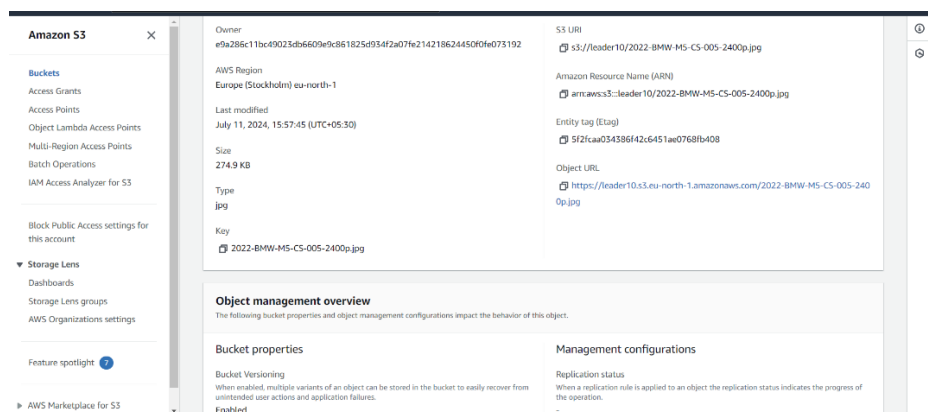 Amazon S3
Buckets
Access Grants
Access Points
Object Lambda Access Points
Multi-Region Access Points
Batch Operations
IAM Access Analyzer for S3
Block Public Access settings for
this account
Storage Lens
Dashboards
Storage Lens groups
AWS Organizations settings
Feature spotlight 7
AWS Marketplace for S3
Owner
e9a286c11bc49023db6609e9c861825d934f2a07fe214218624450f0fe073192
AWS Region
Europe (Stockholm) eu-north-1
Last modified
July 11, 2024, 15:57:45 (UTC+05:30)
Size
274.9 KB
Type
jpg
Key
2022-BMW-M5-CS-005-2400p.jpg
S3 URI
s3://leader10/2022-BMW-M5-CS-005-2400p.jpg
Amazon Resource Name (ARN)
arn:aws:s3:::leader10/2022-BMW-M5-CS-005-2400p.jpg
Entity tag (Etag)
5f2fcaa034386f42c6451ae0768fb408
Object URL
https://leader10.s3.eu-north-1.amazonaws.com/2022-BMW-M5-CS-005-240
0p.jpg
Object management overview
The following bucket properties and object management configurations impact the behavior of this object.
Bucket properties
Bucket Versioning
When enabled, multiple variants of an object can be stored in the bucket to easily recover from
unintended user actions and application failures.
Enabled
Management configurations
Replication status
When a replication rule is applied to an object the replication status indicates the progress of
the operation.
-